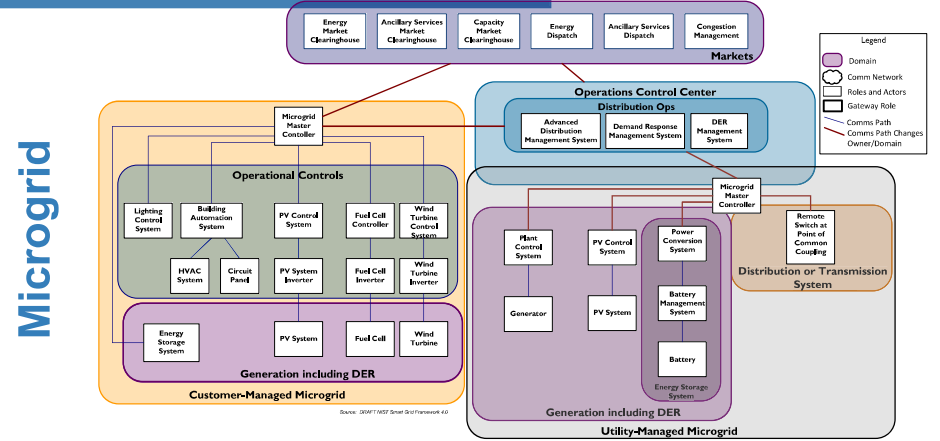 Microgrid
Energy
Market
Clearinghouse
Ancillary Services
Market
Clearinghouse
Capacity
Market
Clearinghouse
Energy
Dispatch
Ancillary Services
Dispatch
Congestion
Management
Markets
Legend
Domain
Comm Network
Roles and Actors
Gateway Role
Comms Path
Comms Path Changes
Owner/Domain
Operations Control Center
Distribution Ops
Advanced
Distribution
Management System
Demand Response
Management System
DER
Management
System
Microgrid
Master
Contoller
Operational Controls
Lighting
Control
System
Building
Automation
System
PV Control
System
Fuel Cell
Controller
Wind
Turbine
Control
System
HVAC
System
Circuit
Panel
PV System
Inverter
Fuel Cell
Inverter
Wind
Turbine
Inverter
Energy
Storage
System
PV System
Fuel Cell
Wind
Turbine
Generation including DER
Customer-Managed Microgrid
Source: DRAFT NIST Smart Grid Framework 4.0
Microgrid
Master
Controller
Plant
Control
System
PV Control
System
Power
Conversion
System
Remote
Switch at
Point of
Common
Coupling
Distribution or Transmission
System
Generator
PV System
Battery
Management
System
Battery
Energy Storage
System
Generation including DER
Utility-Managed Microgrid